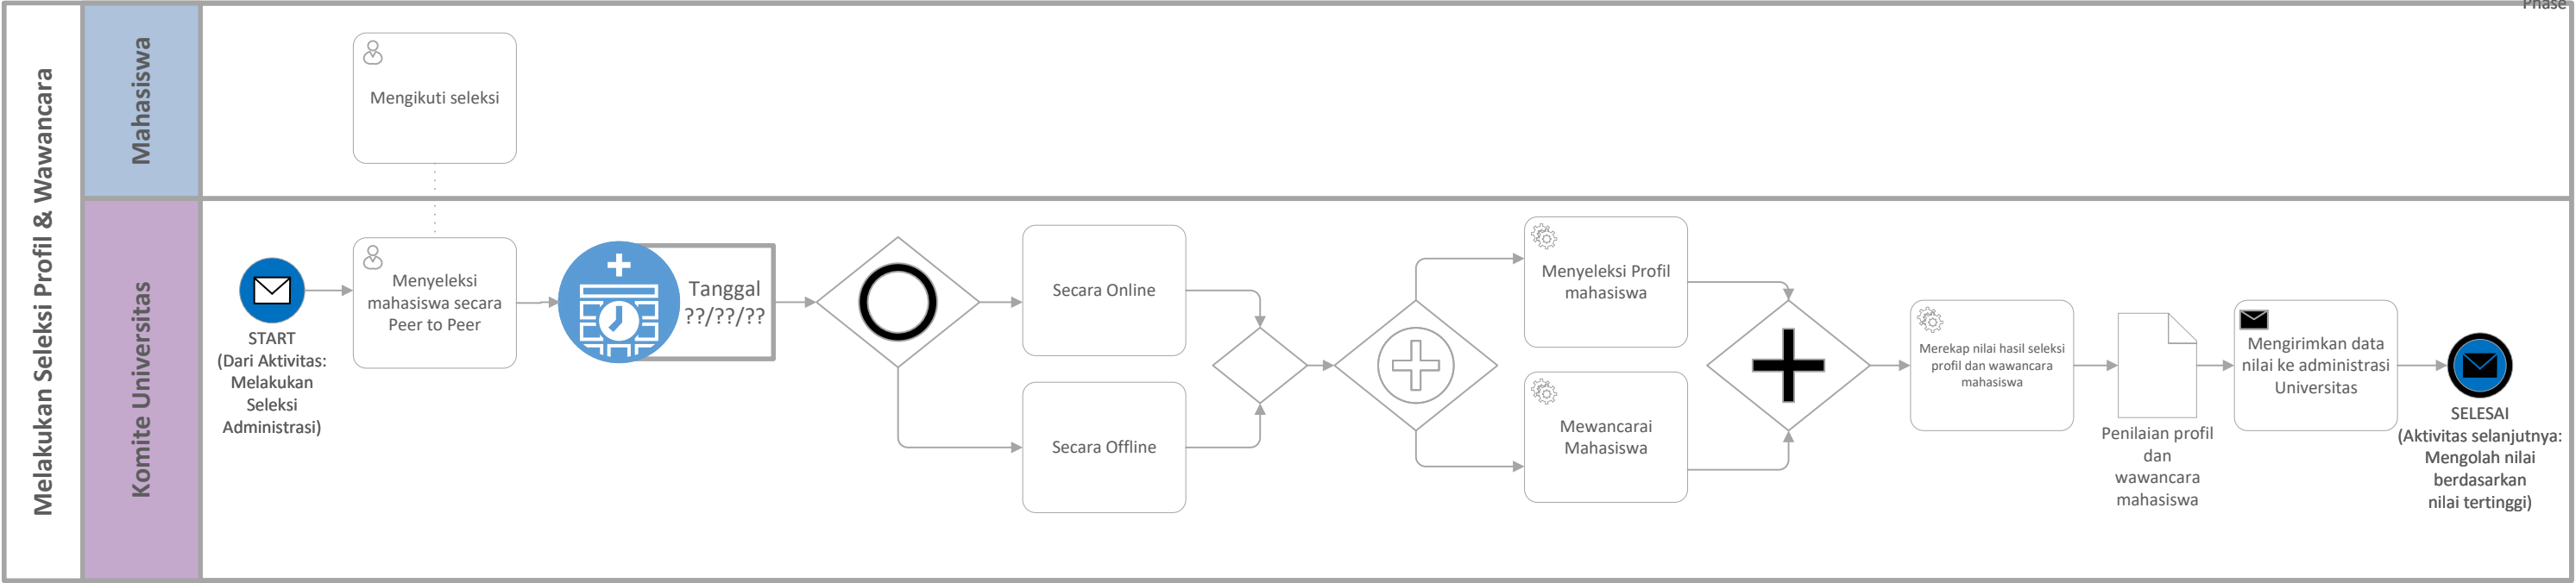 Phase
Melakukan Seleksi Profil & Wawancara
Mahasiswa
Mengikuti seleksi
Komite Universitas
START
(Dari Aktivitas:
Melakukan
Seleksi
Administrasi)
Menyeleksi
mahasiswa secara
Peer to Peer
Tanggal
??/??/??
Secara Online
Secara Offline
Menyeleksi Profil
mahasiswa
Mewancarai
Mahasiswa
Merekap nilai hasil seleksi
profil dan wawancara
mahasiswa
Penilaian profil
dan
wawancara
mahasiswa
Mengirimkan data
nilai ke administrasi
Universitas
SELESAI
(Aktivitas selanjutnya:
Mengolah nilai
berdasarkan
nilai tertinggi)